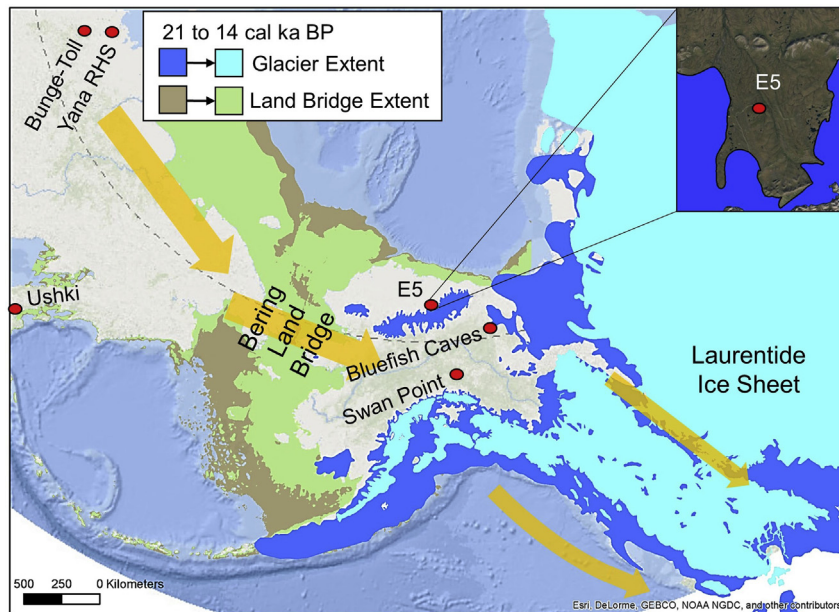 21 to 14 cal ka BP
Glacier Extent
Land Bridge Extent
Bunge-Toll
Yana RHS
E5
Ushki
Bering
Land
Bridge
E5
Bluefish Caves
Swan Point
Laurentide
Ice Sheet
500 250 0 Kilometers
Esri, DeLorme, GEBCO, NOAA NGDC, and other contributors